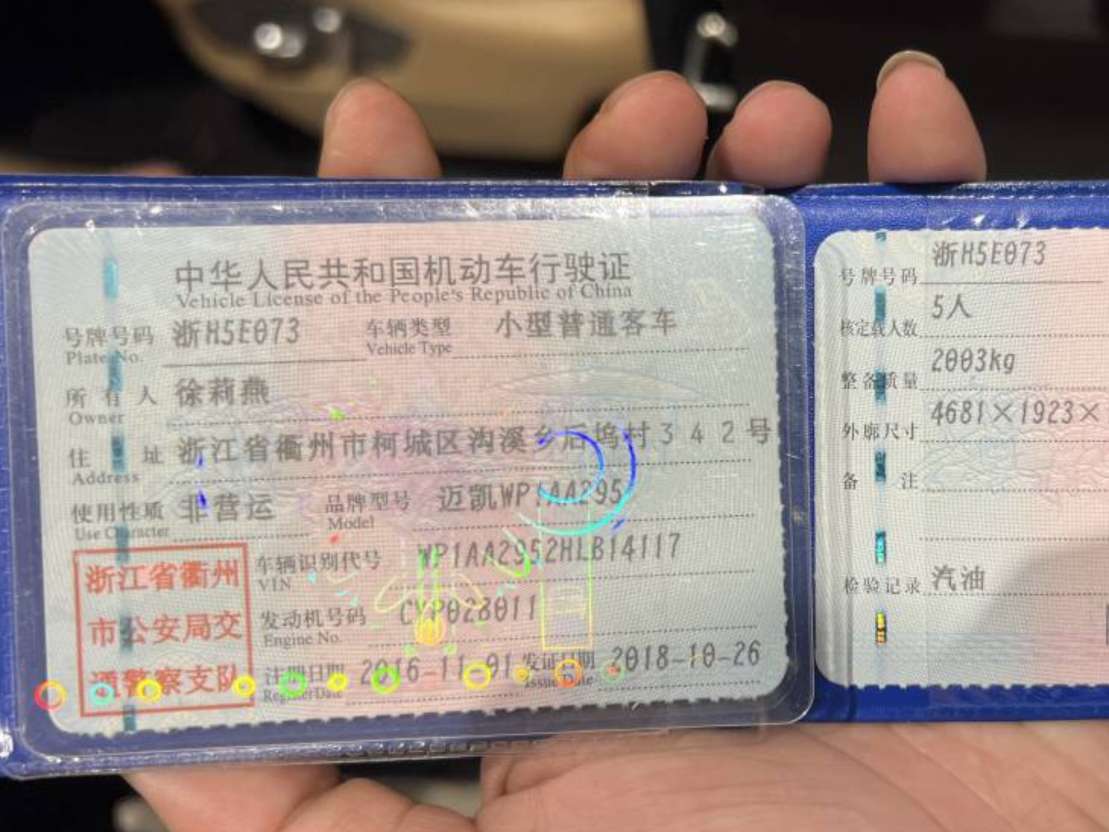 中华人民共和国机动车行驶证
Vehicle License of the People's Republic of China
号牌号码 浙H5E073 车辆类型 小型普通客车
Plate No. Vehicle Type
所有人 徐莉燕
Owner
住址 浙江省衢州市柯城区沟溪乡后坞村342号
Address
使用性质 非营运 品牌型号 迈凯WP1AA295
Use Character Model
浙江省衢州
市公安局交
通警察支队
车辆识别代号 WP1AA2952HLB14117
VIN
发动机号码 CYP028011
Engine No.
注册日期 2016-11-01 发证日期 2018-10-26
Register Date Issue Date
号牌号码 浙H5E073
核定载人数 5人
整备质量 2003kg
外廓尺寸 4681×1923×
备注
检验记录 汽油